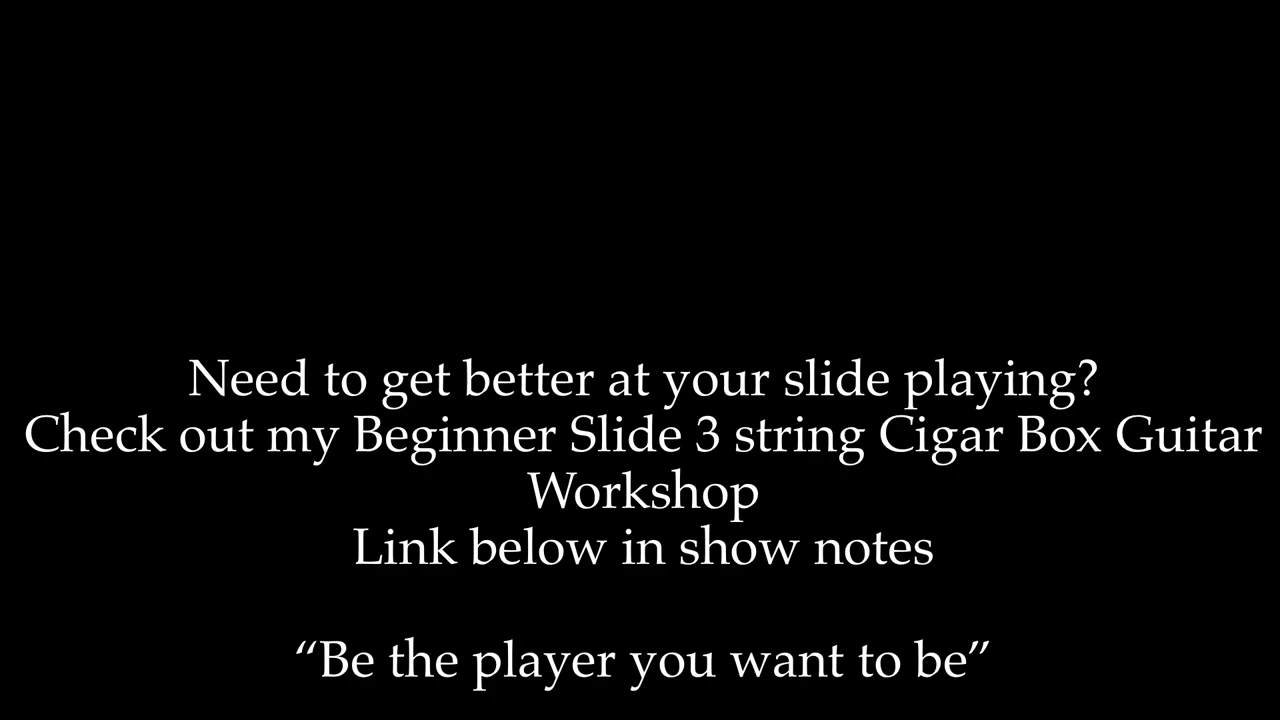 Need to get better at your slide playing?
Check out my Beginner Slide 3 string Cigar Box Guitar
Workshop
Link below in show notes
“Be the player you want to be”